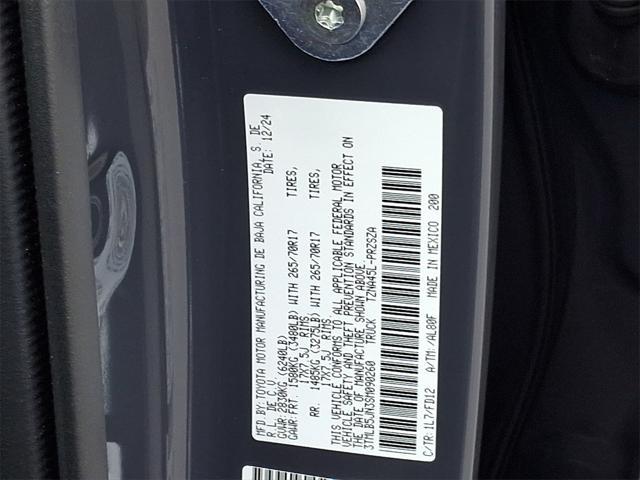 MFD. BY: TOYOTA MOTOR MANUFACTURING DE BAJA CALIFORNIA, S. DE
R. L. DE C. V. DATE: 12/24
GVWR: 2830KG (6240LB)
GAWR: FRT. 1580KG (3480LB) WITH 265/70R17 TIRES,
17X7.5J RIMS
RR. 1485KG (3275LB) WITH 265/70R17 TIRES,
17X7.5J RIMS
THIS VEHICLE CONFORMS TO ALL APPLICABLE FEDERAL MOTOR
VEHICLE SAFETY AND THEFT PREVENTION STANDARDS IN EFFECT ON
THE DATE OF MANUFACTURE SHOWN ABOVE.
3TMLB5JN3SM090260 TRUCK TZNA45L-PRZSZA
C/TR: 1L7/FD12 A/TM: /AL80F MADE IN MEXICO 200